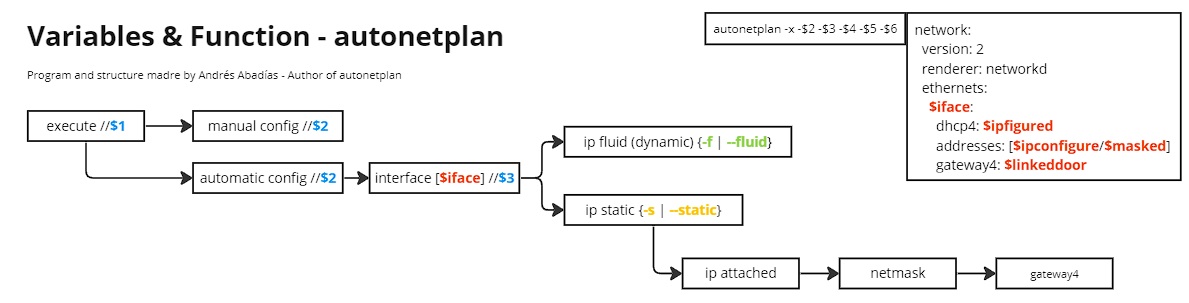 Variables & Function - autonetplan
Program and structure madre by Andrés Abadías - Author of autonetplan
autonetplan -x -$2 -$3 -$4 -$5 -$6
network:
version: 2
renderer: networkd
ethernets:
$iface:
dhcp4: $ipfigured
addresses: [$ipconfigure/$masked]
gateway4: $linkeddoor
execute //$1
manual config //$2
automatic config //$2
interface [$iface] //$3
ip fluid (dynamic) {-f | --fluid}
ip static {-s | --static}
ip attached
netmask
gateway4